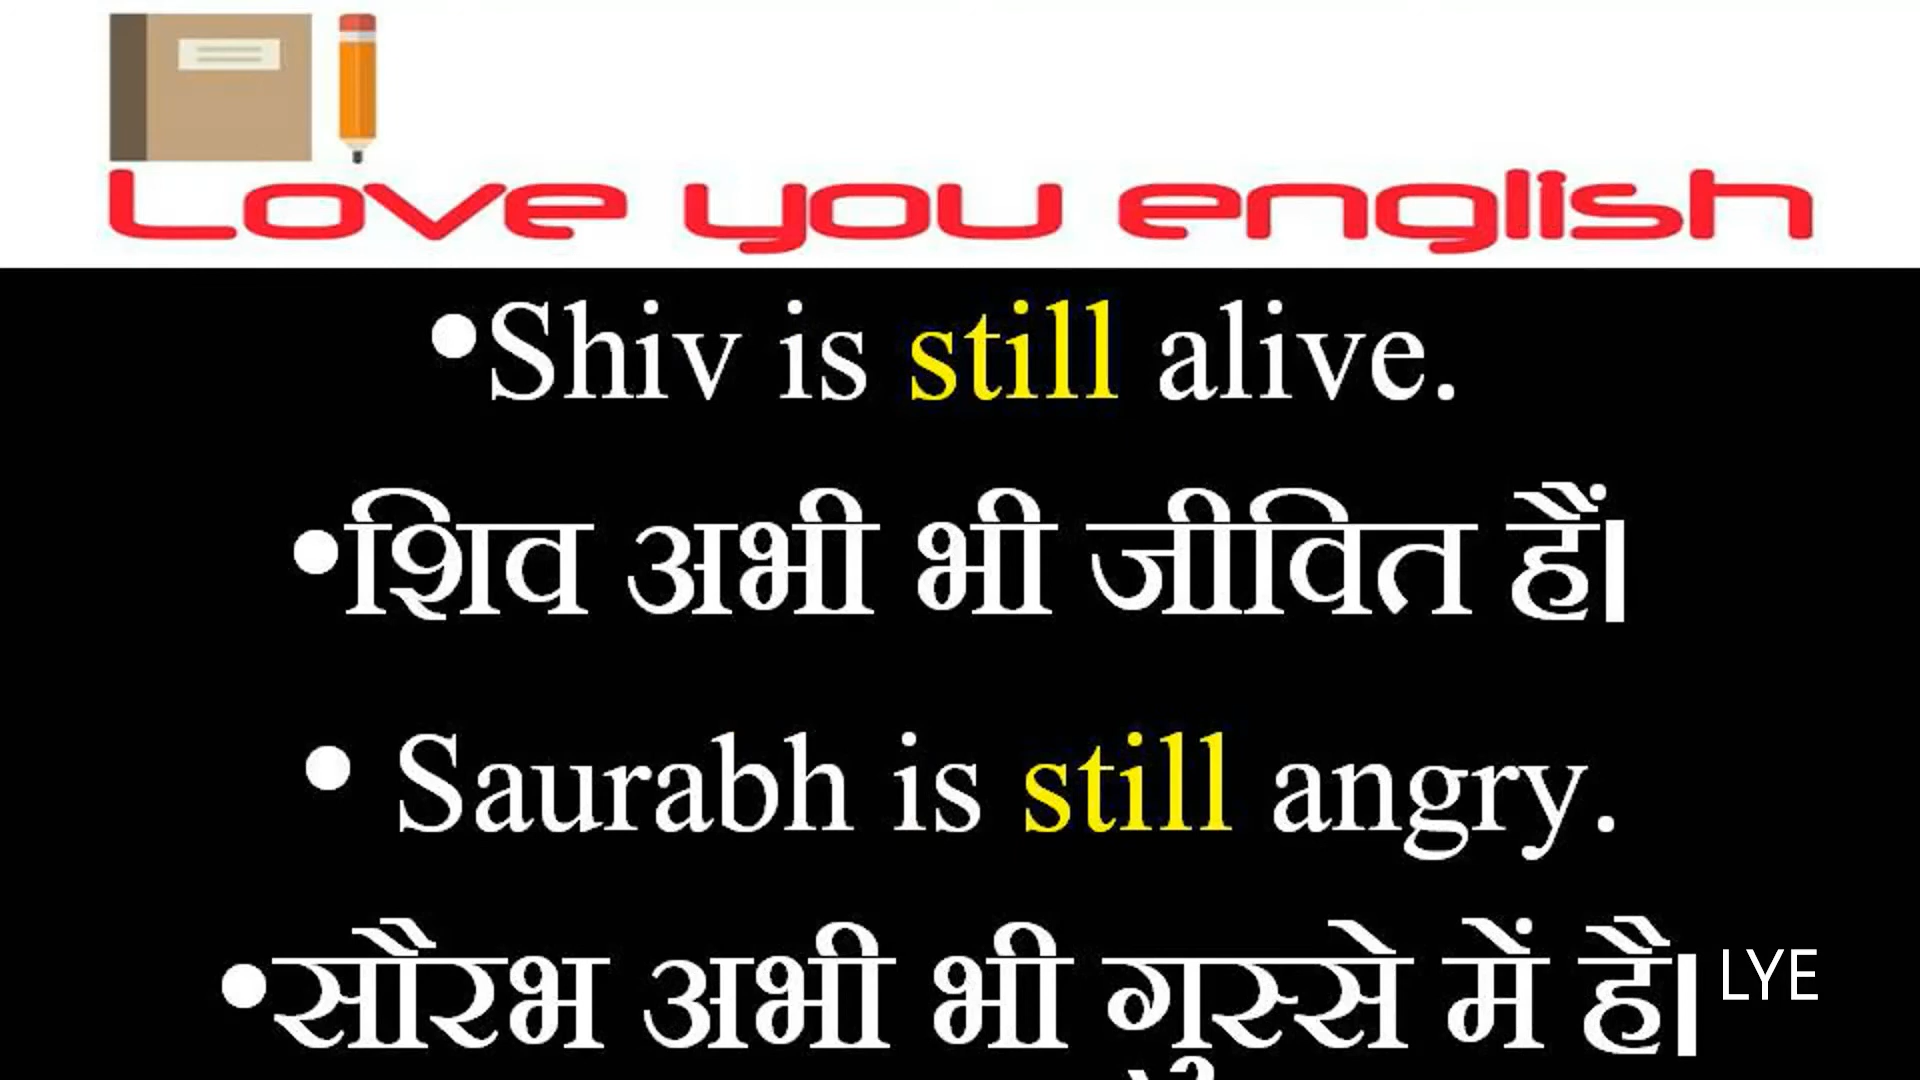 Love you english
•Shiv is still alive.
•शिव अभी भी जीवित हैं।
• Saurabh is still angry.
•सौरभ अभी भी गुस्से में है।
LYE